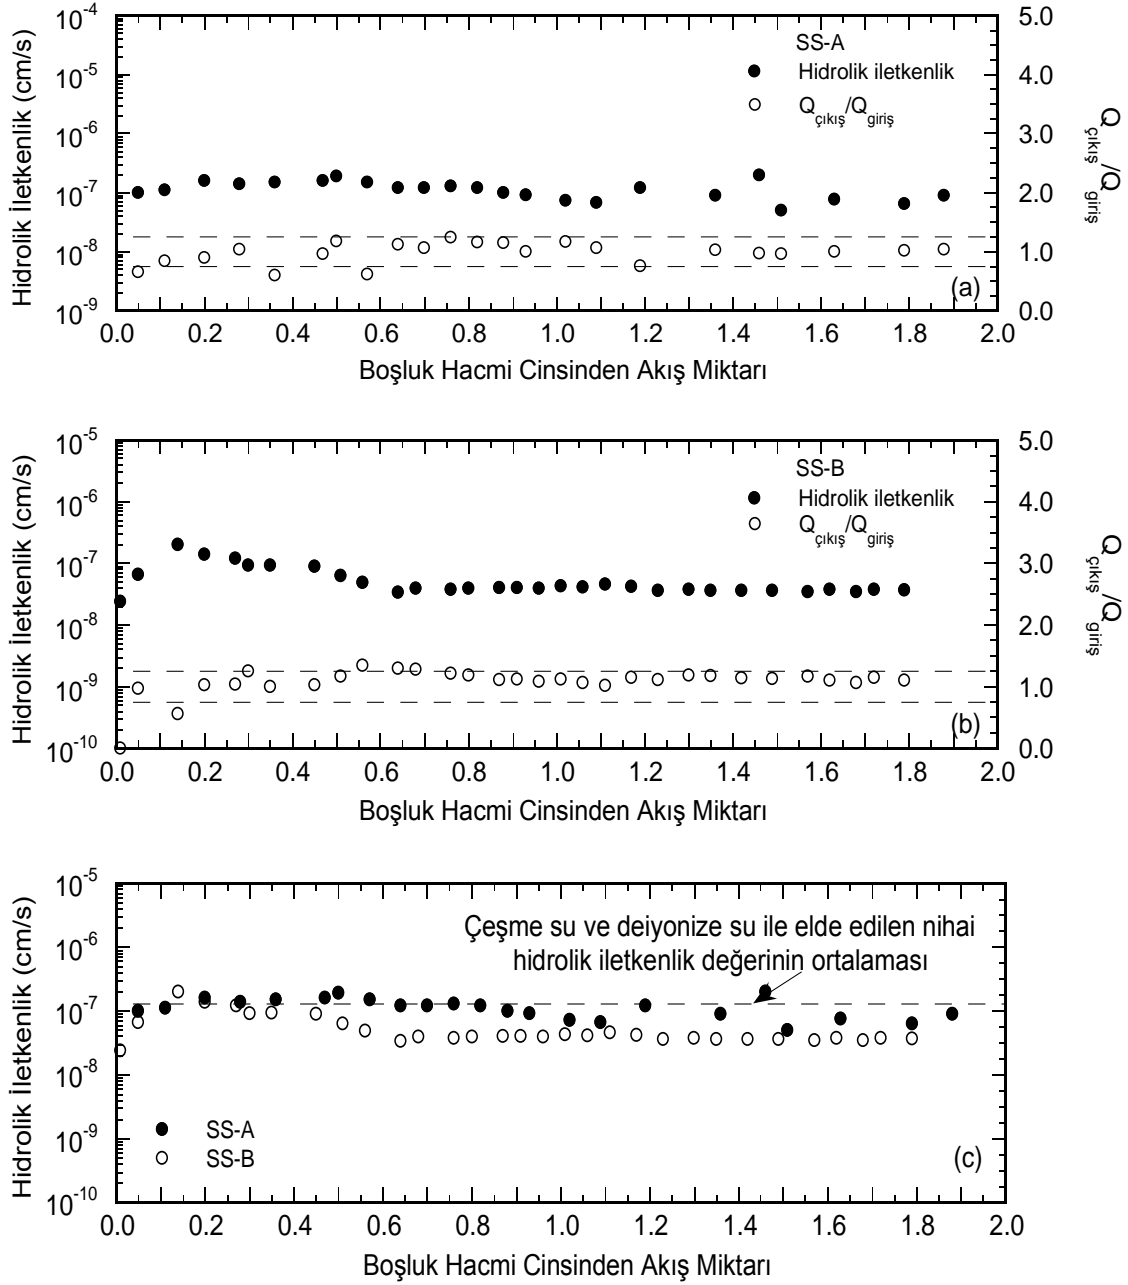 10-4
10-5
10-6
10-7
10-8
10-9
Hidrolik İletkenlik (cm/s)
SS-A
Hidrolik iletkenlik
Qçıkış/Qgiriş
5.0
4.0
3.0
2.0
1.0
0.0
Qçıkış/Qgiriş
(a)
0.0 0.2 0.4 0.6 0.8 1.0 1.2 1.4 1.6 1.8 2.0
Boşluk Hacmi Cinsinden Akış Miktarı
10-5
10-6
10-7
10-8
10-9
10-10
Hidrolik İletkenlik (cm/s)
SS-B
Hidrolik iletkenlik
Qçıkış/Qgiriş
5.0
4.0
3.0
2.0
1.0
0.0
Qçıkış/Qgiriş
(b)
0.0 0.2 0.4 0.6 0.8 1.0 1.2 1.4 1.6 1.8 2.0
Boşluk Hacmi Cinsinden Akış Miktarı
10-5
10-6
10-7
10-8
10-9
10-10
Hidrolik İletkenlik (cm/s)
Çeşme su ve deiyonize su ile elde edilen nihai
hidrolik iletkenlik değerinin ortalaması
SS-A
SS-B
(c)
0.0 0.2 0.4 0.6 0.8 1.0 1.2 1.4 1.6 1.8 2.0
Boşluk Hacmi Cinsinden Akış Miktarı